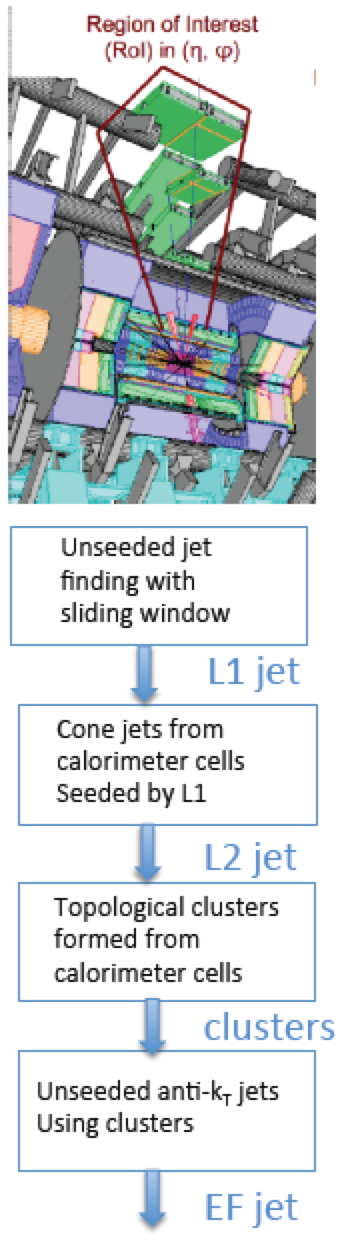 Region of Interest
(RoI) in (η, φ)
Unseeded jet
finding with
sliding window
L1 jet
Cone jets from
calorimeter cells
Seeded by L1
L2 jet
Topological clusters
formed from
calorimeter cells
clusters
Unseeded anti-kT jets
Using clusters
EF jet